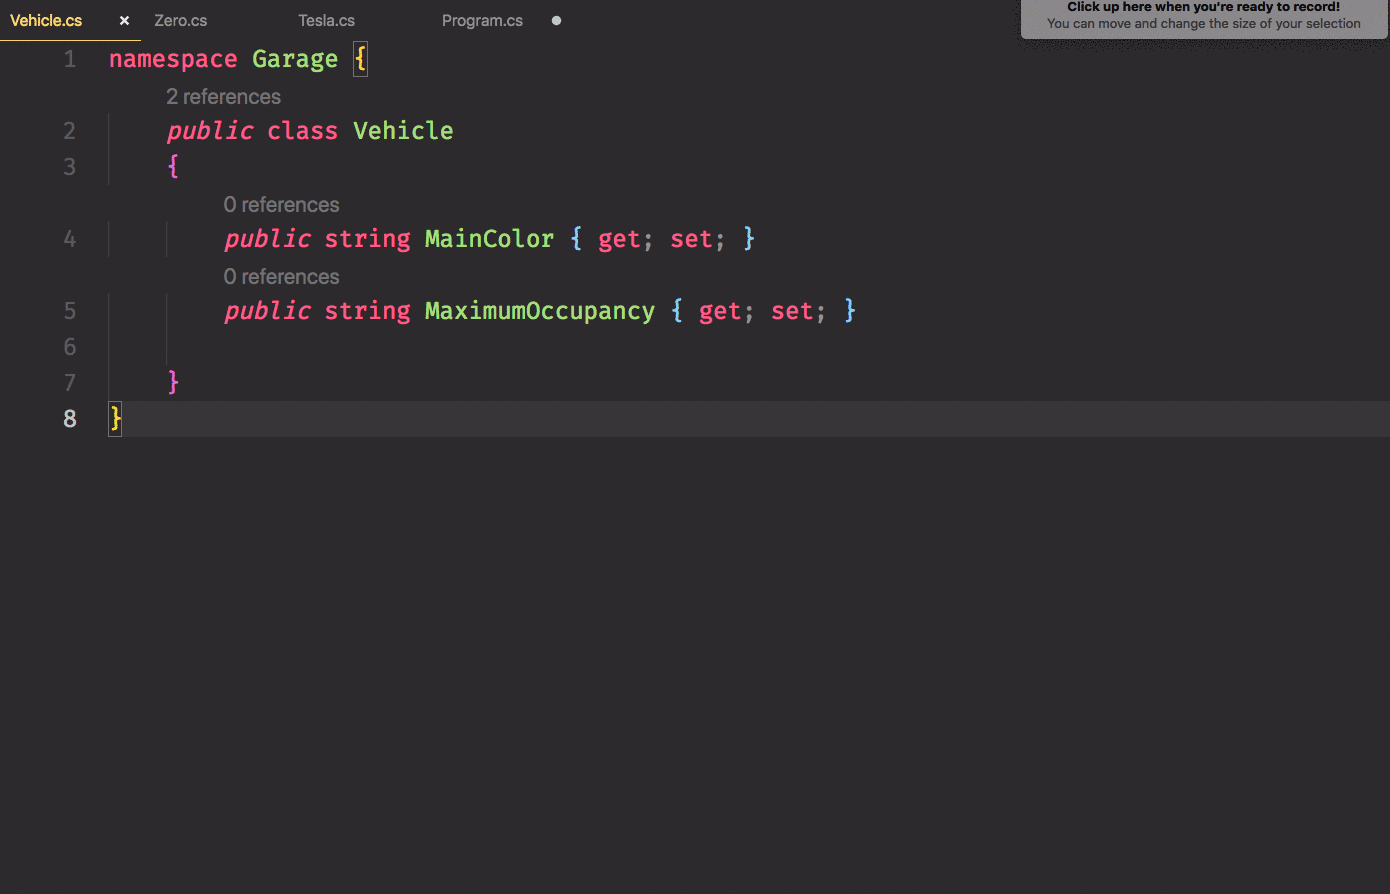 Vehicle.cs × Zero.cs Tesla.cs Program.cs ●
Click up here when you're ready to record!
You can move and change the size of your selection
1 namespace Garage {
2 references
2 public class Vehicle
3 {
0 references
4 public string MainColor { get; set; }
0 references
5 public string MaximumOccupancy { get; set; }
6
7 }
8 }